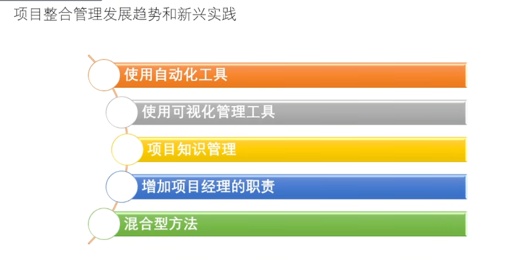 项目整合管理发展趋势和新兴实践
使用自动化工具
使用可视化管理工具
项目知识管理
增加项目经理的职责
混合型方法